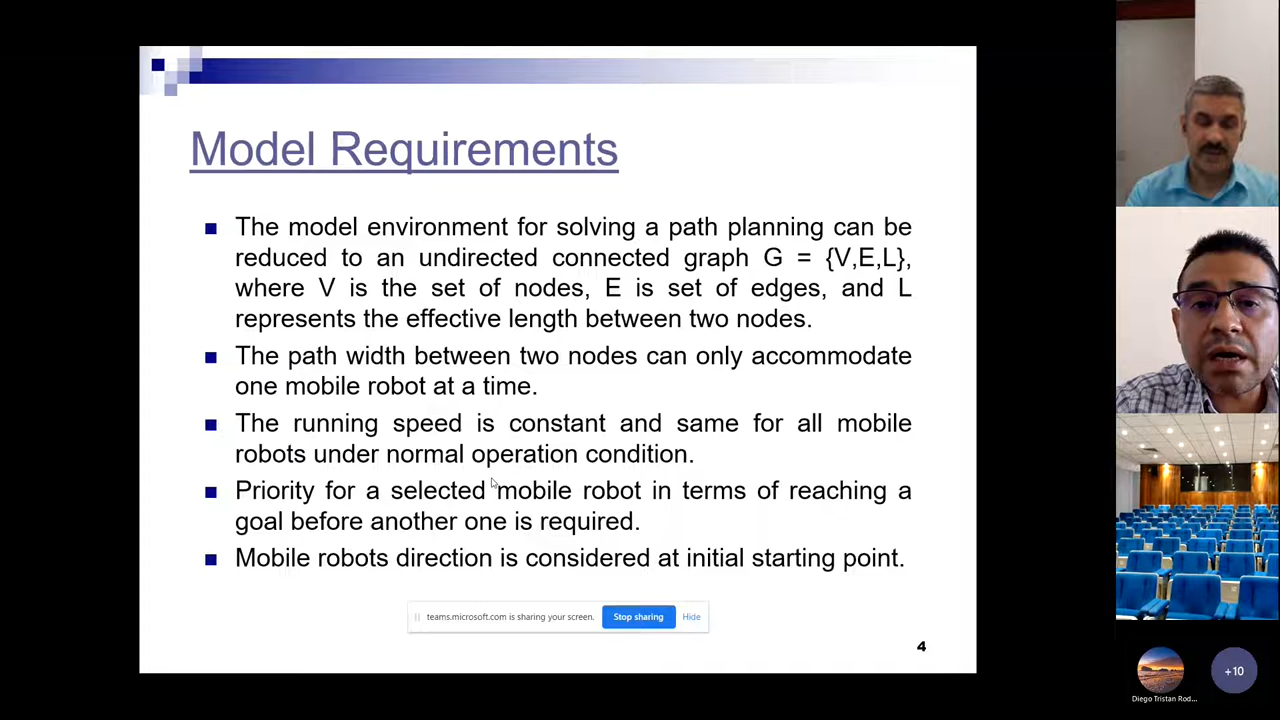 Model Requirements
The model environment for solving a path planning can be
reduced to an undirected connected graph G = {V,E,L},
where V is the set of nodes, E is set of edges, and L
represents the effective length between two nodes.
The path width between two nodes can only accommodate
one mobile robot at a time.
The running speed is constant and same for all mobile
robots under normal operation condition.
Priority for a selected mobile robot in terms of reaching a
goal before another one is required.
Mobile robots direction is considered at initial starting point.
teams.microsoft.com is sharing your screen. Stop sharing Hide
4
Diego Tristan Rod...
+10